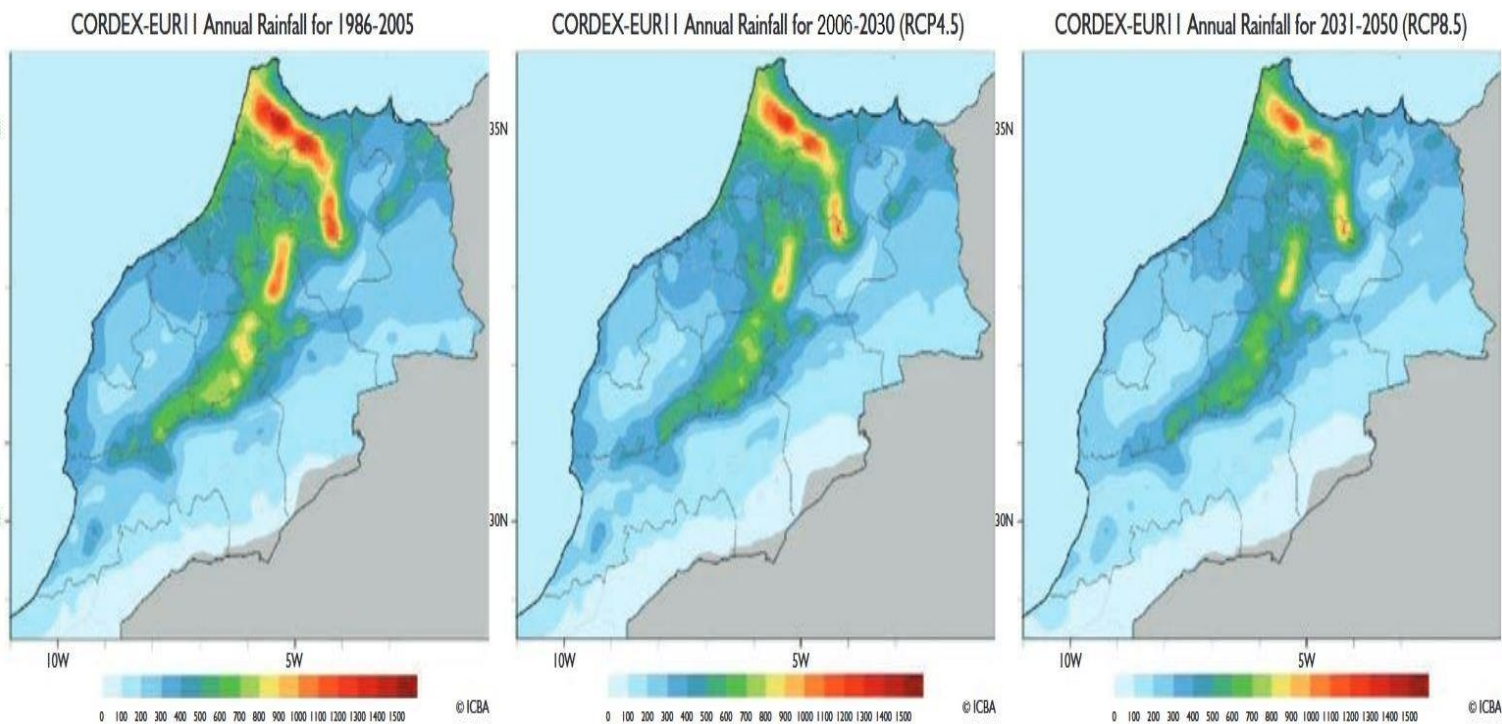 CORDEX-EUR11 Annual Rainfall for 1986-2005
CORDEX-EUR11 Annual Rainfall for 2006-2030 (RCP4.5)
CORDEX-EUR11 Annual Rainfall for 2031-2050 (RCP8.5)
35N
35N
30N
30N
10W 5W
10W 5W
10W 5W
0 100 200 300 400 500 600 700 800 900 1000 1100 1200 1300 1400 1500
© ICBA
0 100 200 300 400 500 600 700 800 900 1000 1100 1200 1300 1400 1500
© ICBA
0 100 200 300 400 500 600 700 800 900 1000 1100 1200 1300 1400 1500
© ICBA